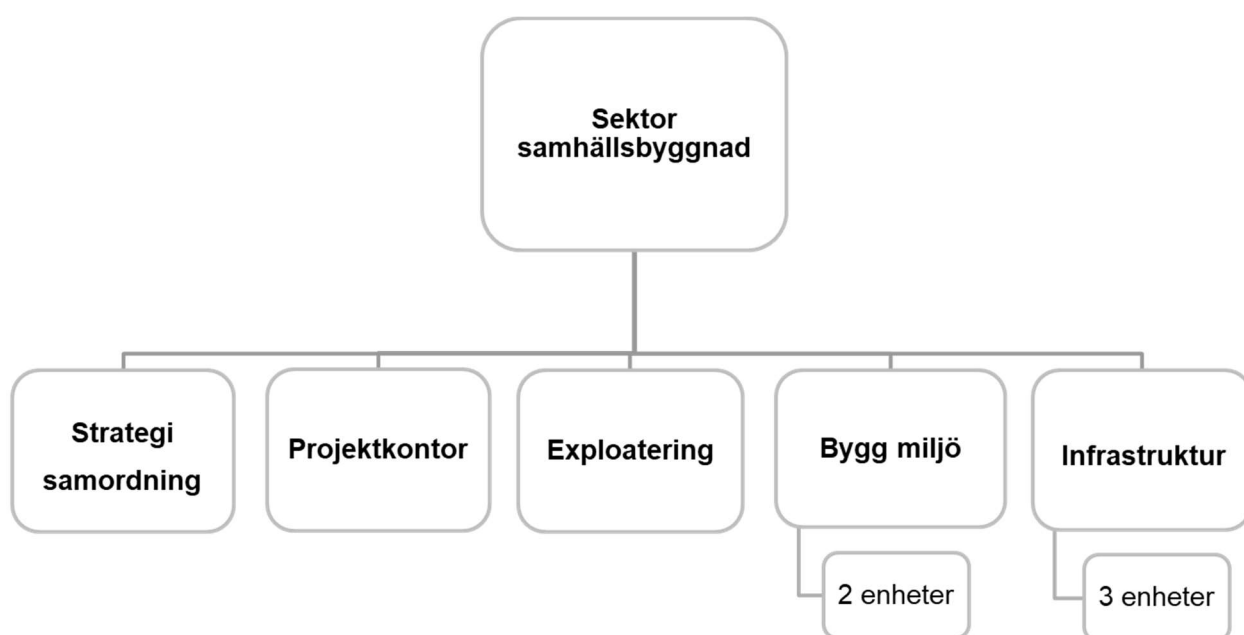 Sektor
samhällsbyggnad
Strategi
samordning
Projektkontor
Exploatering
Bygg miljö
Infrastruktur
2 enheter
3 enheter